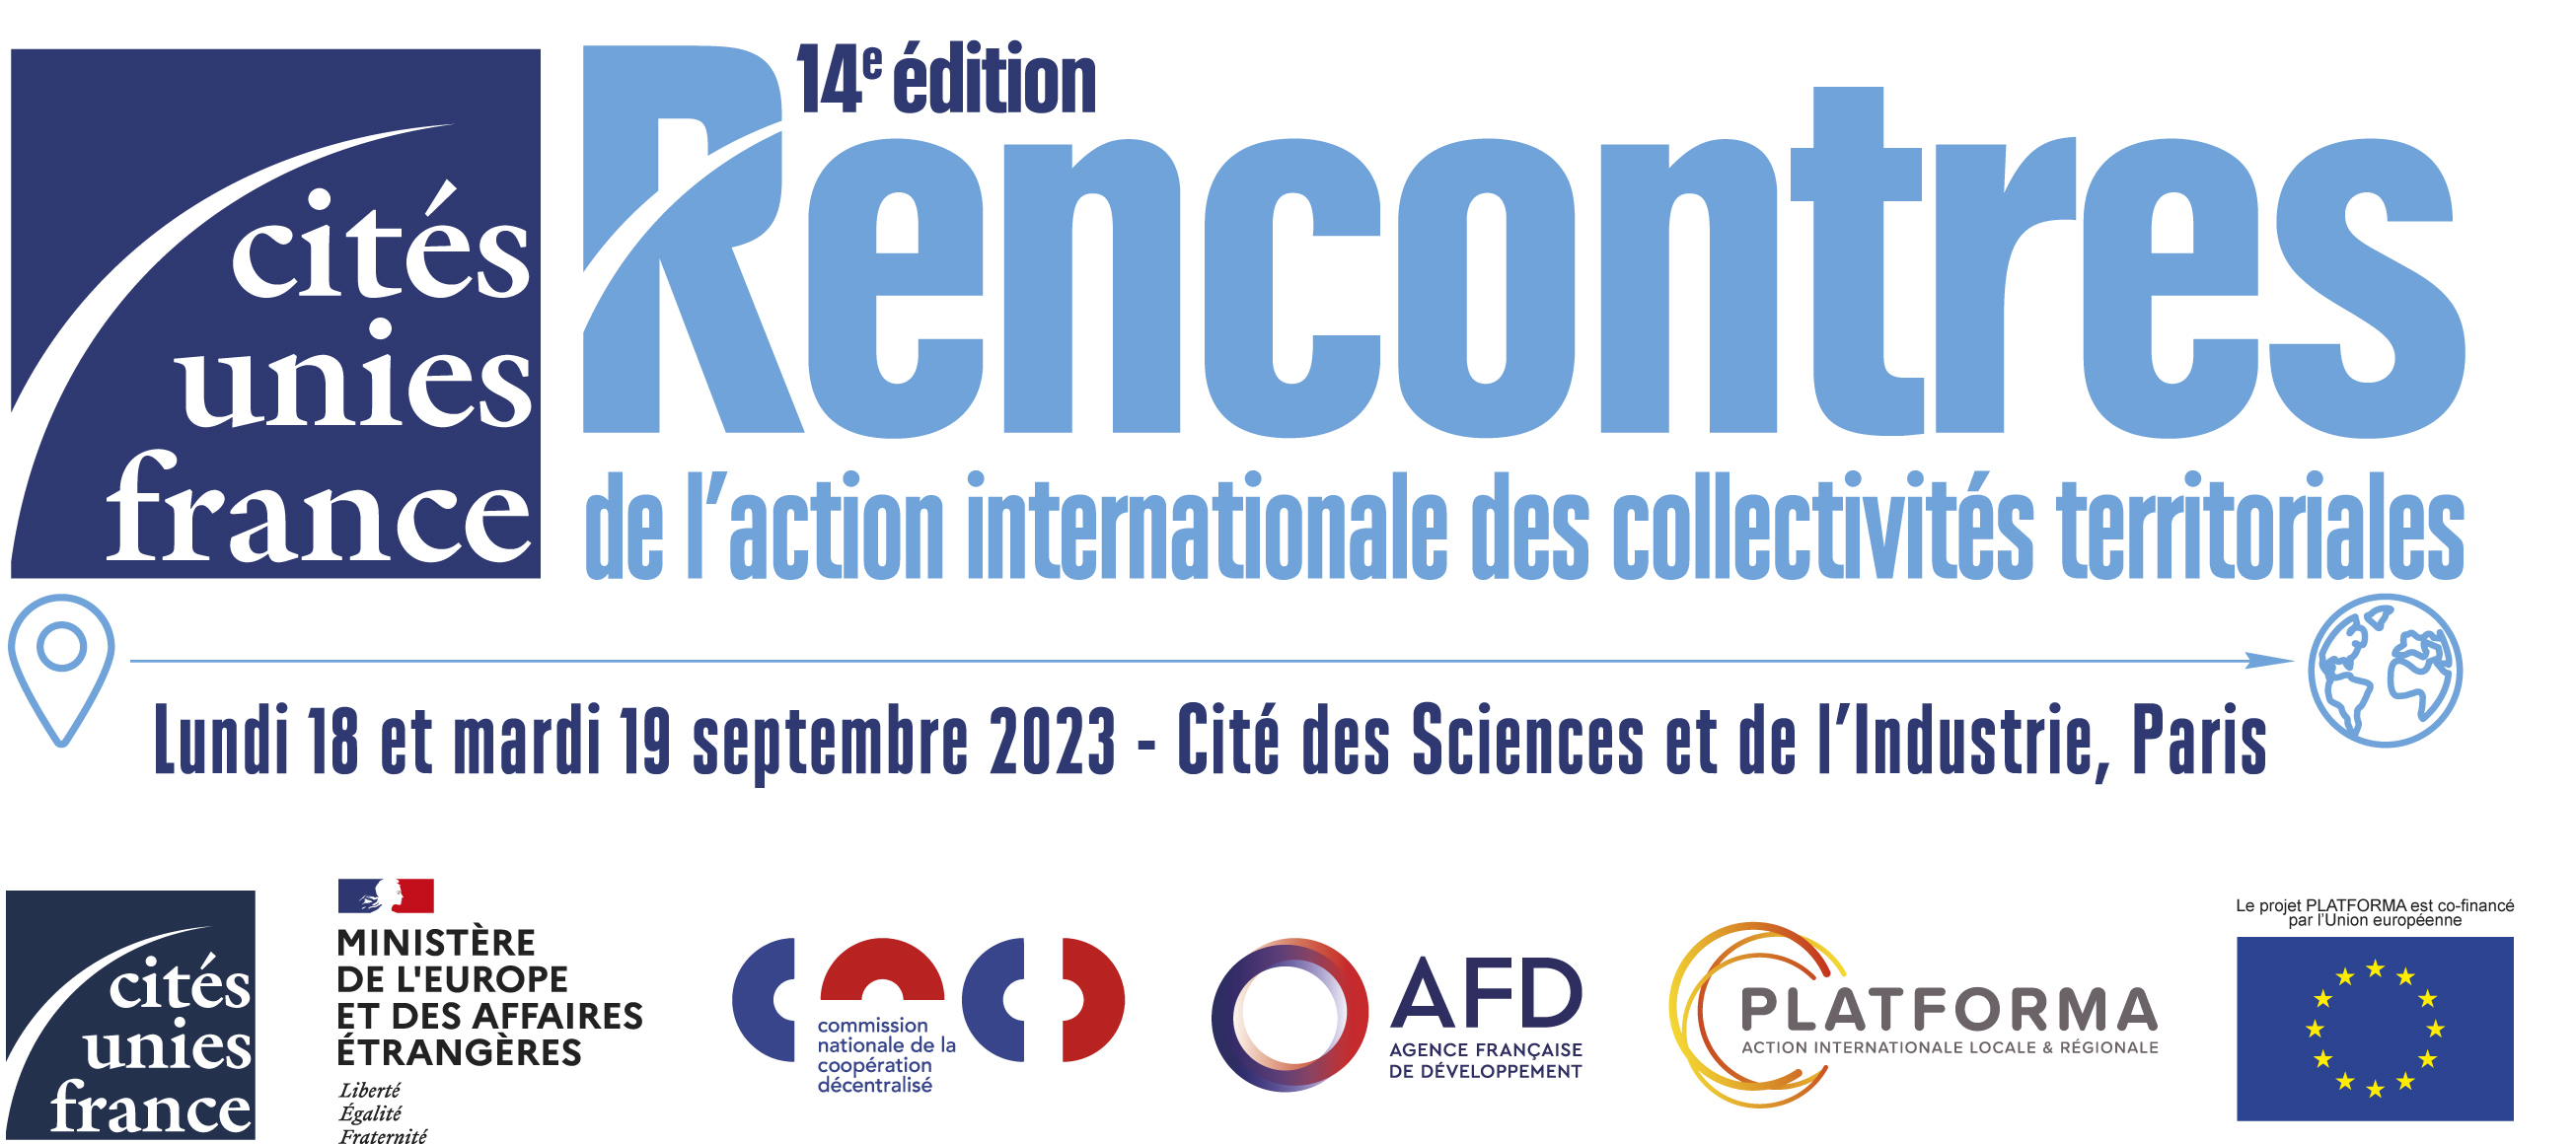 cités
unies
france
14e édition
Rencontres
de l'action internationale des collectivités territoriales
Lundi 18 et mardi 19 septembre 2023 - Cité des Sciences et de l'Industrie, Paris
cités
unies
france
MINISTÈRE
DE L'EUROPE
ET DES AFFAIRES
ÉTRANGÈRES
Liberté
Égalité
Fraternité
commission
nationale de la
coopération
décentralisé
AFD
AGENCE FRANÇAISE
DE DÉVELOPPEMENT
PLATFORMA
ACTION INTERNATIONALE LOCALE & RÉGIONALE
Le projet PLATFORMA est co-financé
par l'Union européenne